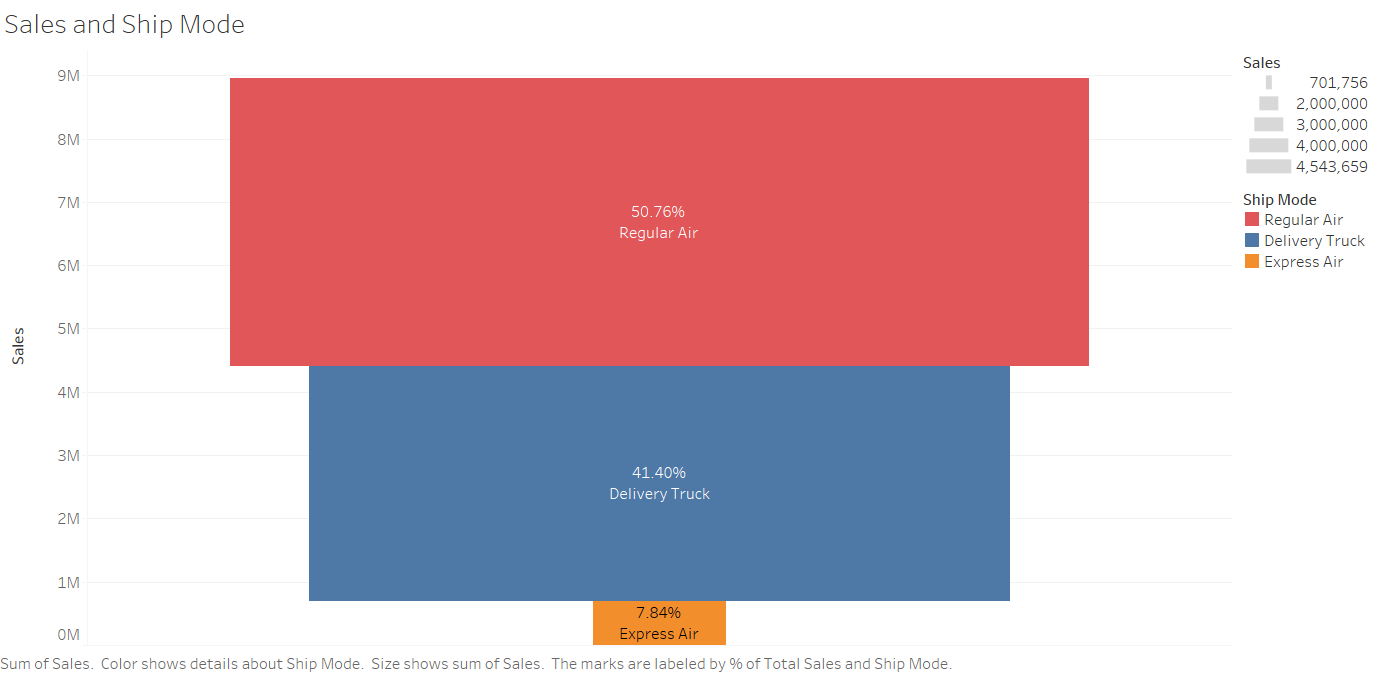 Sales and Ship Mode
9M
8M
7M
6M
5M
4M
3M
2M
1M
0M
Sales
50.76%
Regular Air
41.40%
Delivery Truck
7.84%
Express Air
Sales
701,756
2,000,000
3,000,000
4,000,000
4,543,659
Ship Mode
Regular Air
Delivery Truck
Express Air
Sum of Sales. Color shows details about Ship Mode. Size shows sum of Sales. The marks are labeled by % of Total Sales and Ship Mode.